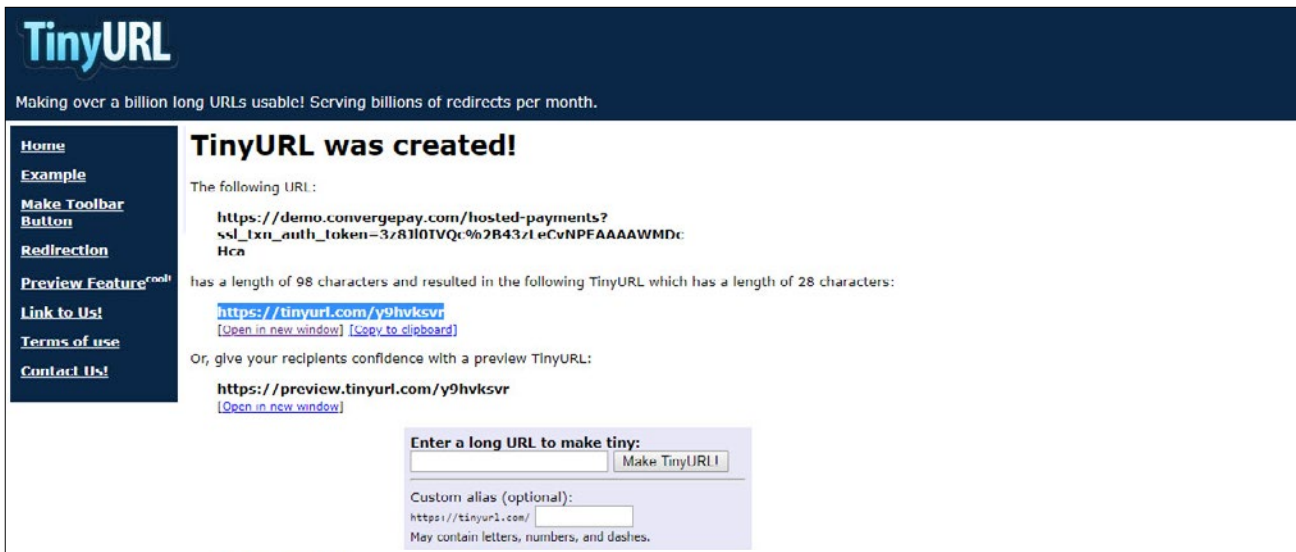 TinyURL
Making over a billion long URLs usable! Serving billions of redirects per month.
Home
Example
Make Toolbar
Button
Redirection
Preview Feature cool!
Link to Us!
Terms of use
Contact Us!
TinyURL was created!
The following URL:
https://demo.convergepay.com/hosted-payments?
has a length of 98 characters and resulted in the following TinyURL which has a length of 28 characters:
https://tinyurl.com/y9hvksvr
[Open in new window] [Copy to clipboard]
Or, give your recipients confidence with a preview TinyURL:
https://preview.tinyurl.com/y9hvksvr
[Open in new window]
Enter a long URL to make tiny:
Make TinyURL!
Custom alias (optional):
https://tinyurl.com/
May contain letters, numbers, and dashes.